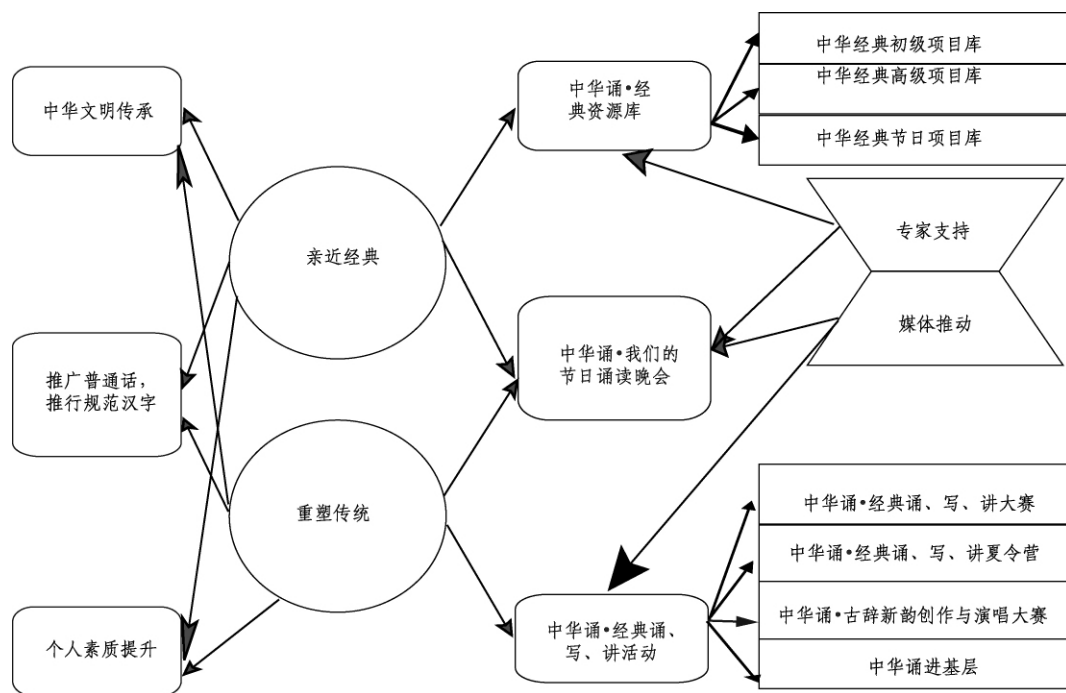 中华文明传承
推广普通话，
推行规范汉字
个人素质提升
亲近经典
重塑传统
中华诵•经
典资源库
中华诵•我们的
节日诵读晚会
中华诵•经典诵、
写、讲活动
中华经典初级项目库
中华经典高级项目库
中华经典节日项目库
专家支持
媒体推动
中华诵•经典诵、写、讲大赛
中华诵•经典诵、写、讲夏令营
中华诵•古辞新韵创作与演唱大赛
中华诵进基层